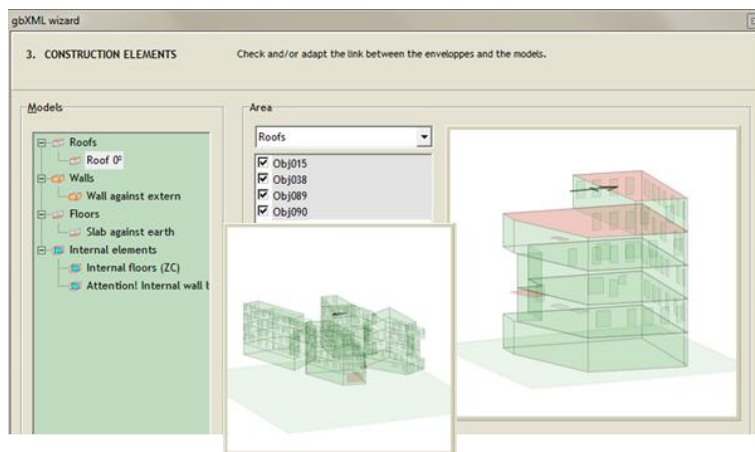 gbXML wizard
3. CONSTRUCTION ELEMENTS
Check and/or adapt the link between the enveloppes and the models.
Models
Roofs
Roof 0º
Walls
Wall against extern
Floors
Slab against earth
Internal elements
Internal floors (ZC)
Attention! Internal wall
Area
Roofs
Obj015
Obj038
Obj089
Obj090